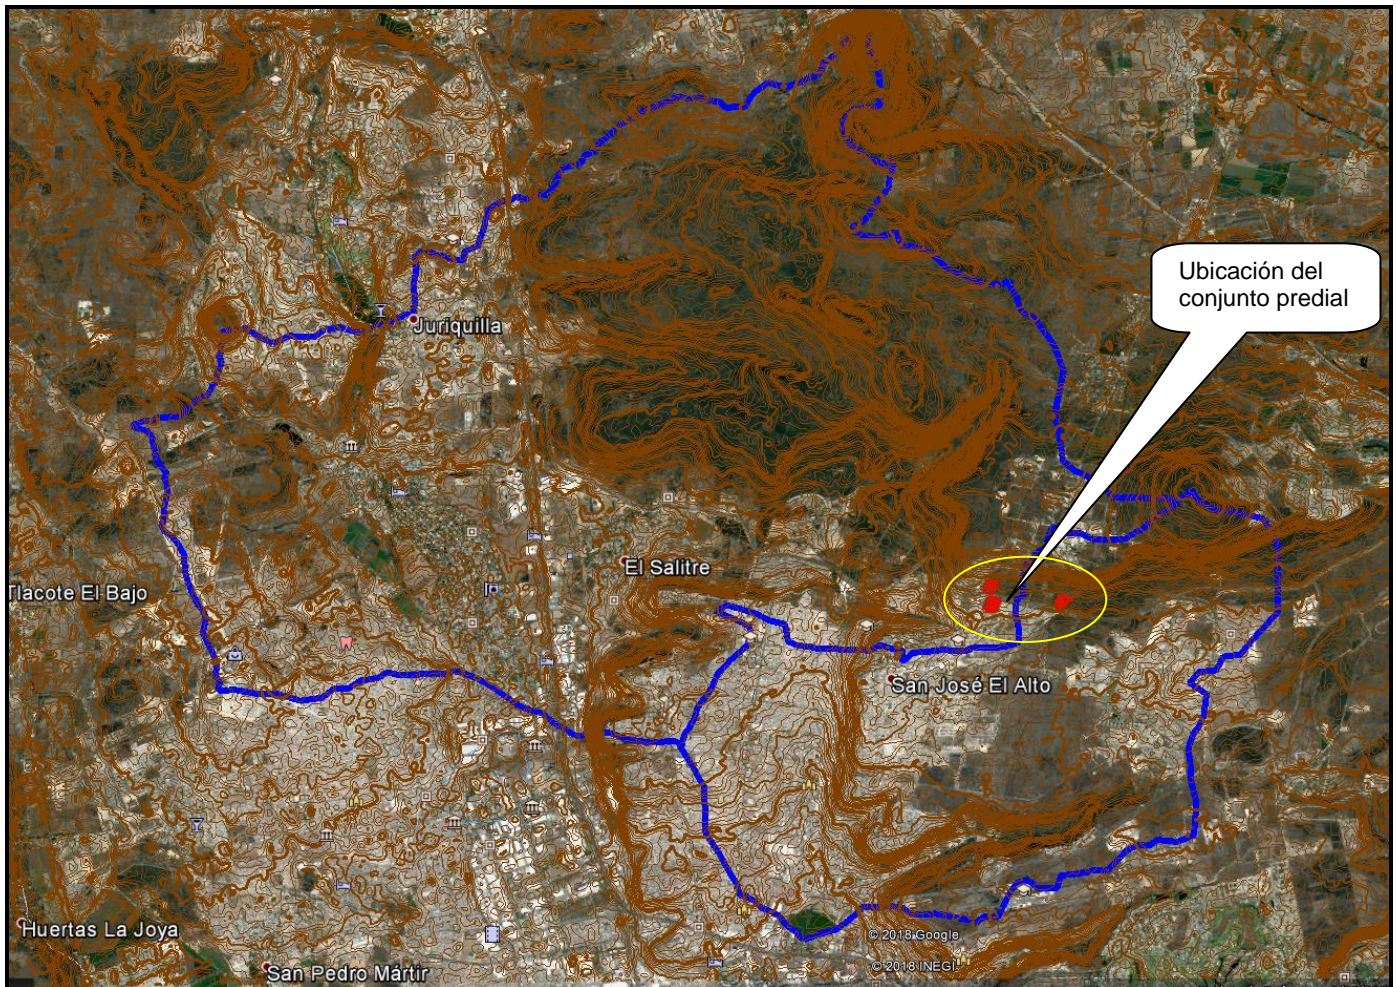 Ubicación del
conjunto predial
Juriquilla
El Salitre
Tlacote El Bajo
San José El Alto
Huertas La Joya
© 2018 Google
© 2018 INEGI
San Pedro Mártir